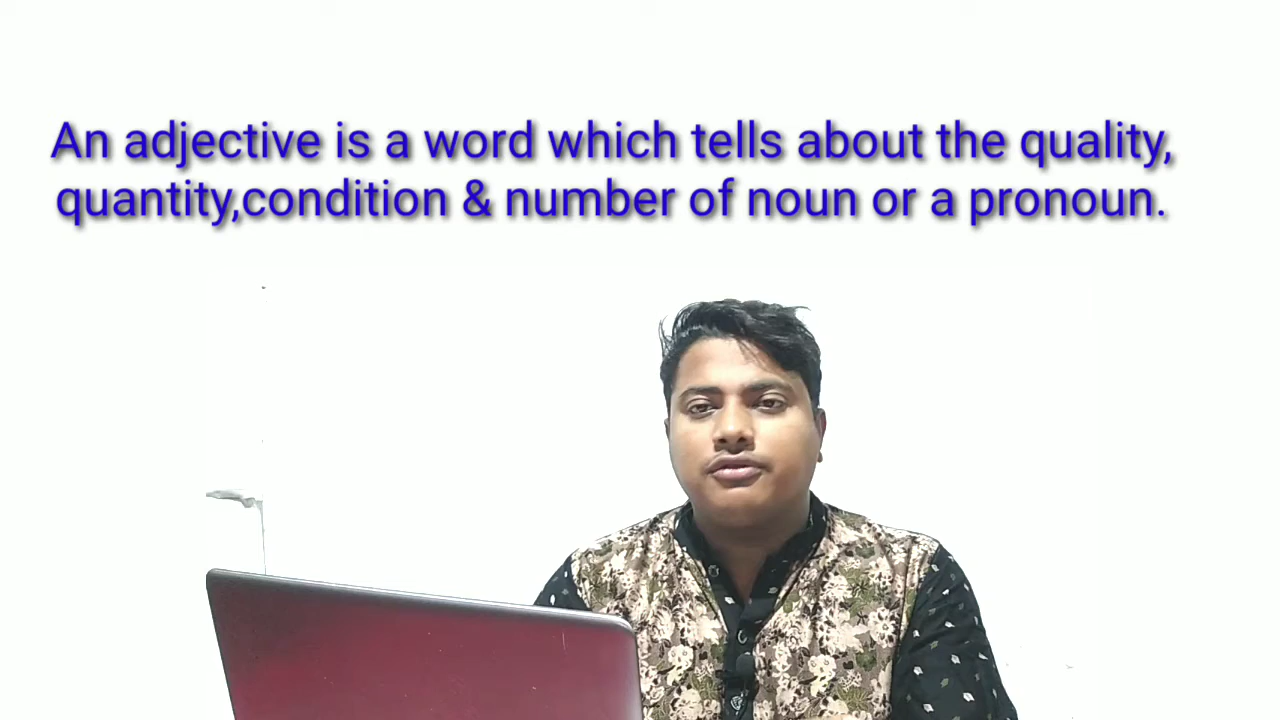 An adjective is a word which tells about the quality,
quantity,condition & number of noun or a pronoun.